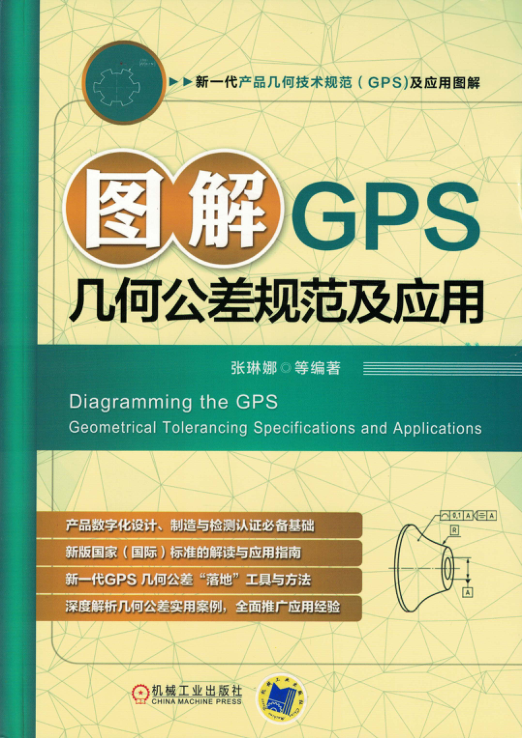 ▶▶新一代产品几何技术规范(GPS)及应用图解
图解GPS
几何公差规范及应用
张琳娜◎等编著
Diagramming the GPS
Geometrical Tolerancing Specifications and Applications
产品数字化设计、制造与检测认证必备基础
新版国家(国际)标准的解读与应用指南
新一代GPS 几何公差“落地”工具与方法
深度解析几何公差实用案例，全面推广应用经验
0,1 A A
R
A
机械工业出版社
CHINA MACHINE PRESS